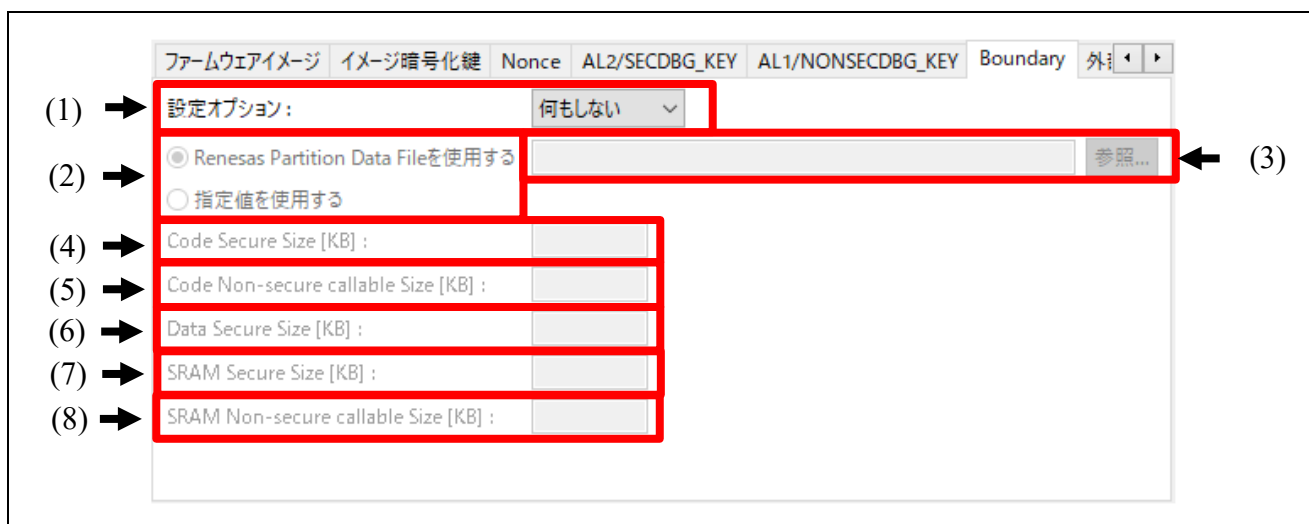 ファームウェアイメージ イメージ暗号化鍵 Nonce AL2/SECDBG_KEY AL1/NONSECDBG_KEY Boundary 外
(1) 設定オプション : 何もしない
(2) Renesas Partition Data Fileを使用する 参照... (3)
指定値を使用する
(4) Code Secure Size [KB] :
(5) Code Non-secure callable Size [KB] :
(6) Data Secure Size [KB] :
(7) SRAM Secure Size [KB] :
(8) SRAM Non-secure callable Size [KB] :